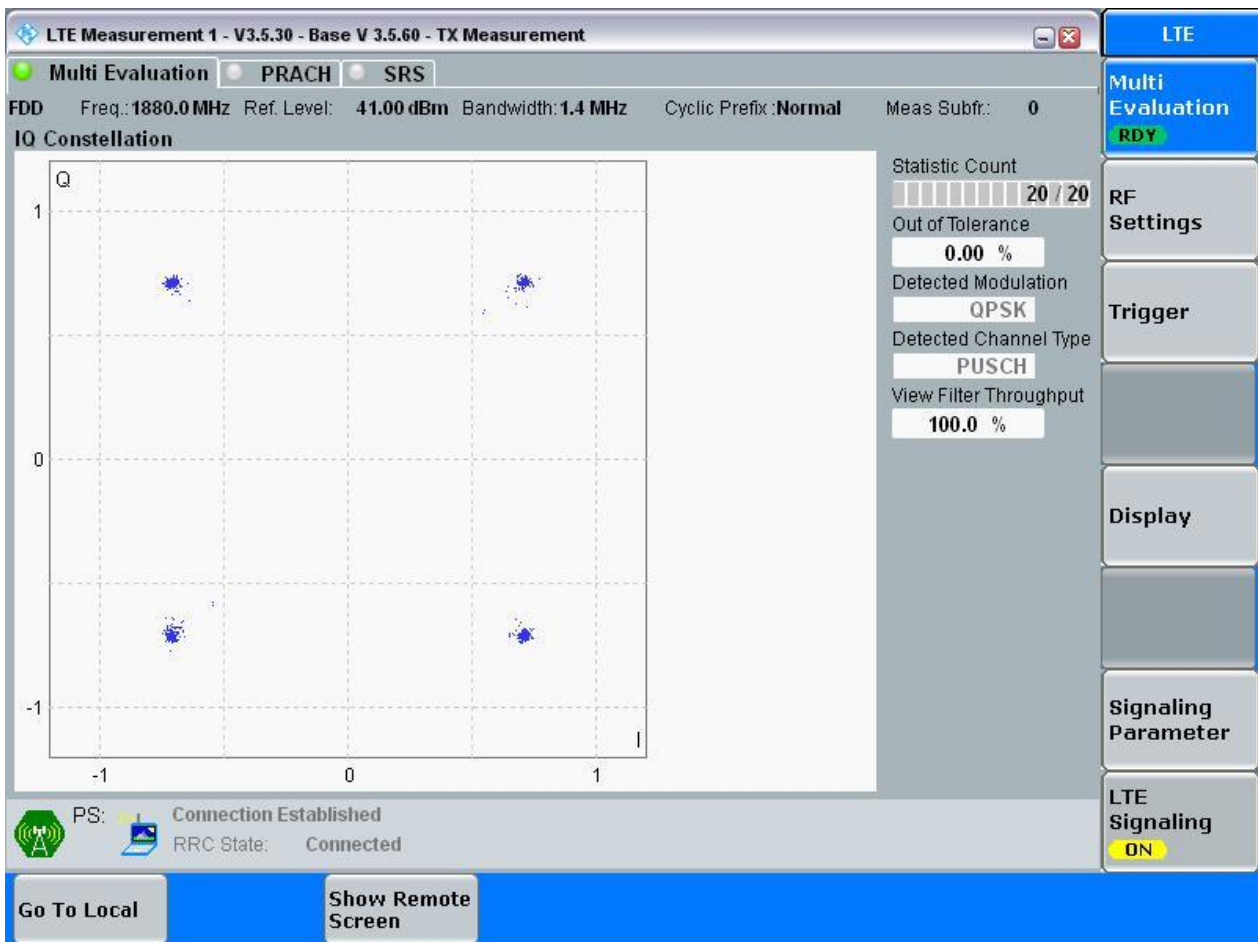 LTE Measurement 1 - V3.5.30 - Base V 3.5.60 - TX Measurement
LTE
Multi Evaluation PRACH SRS
FDD Freq.: 1880.0 MHz Ref. Level: 41.00 dBm Bandwidth: 1.4 MHz Cyclic Prefix : Normal Meas Subfr.: 0
IQ Constellation
Q
1
0
-1
I
-1 0 1
Statistic Count
20 / 20
Out of Tolerance
0.00 %
Detected Modulation
QPSK
Detected Channel Type
PUSCH
View Filter Throughput
100.0 %
Multi
Evaluation
RDY
RF
Settings
Trigger
Display
Signaling
Parameter
LTE
Signaling
ON
PS: Connection Established
RRC State: Connected
Go To Local
Show Remote
Screen